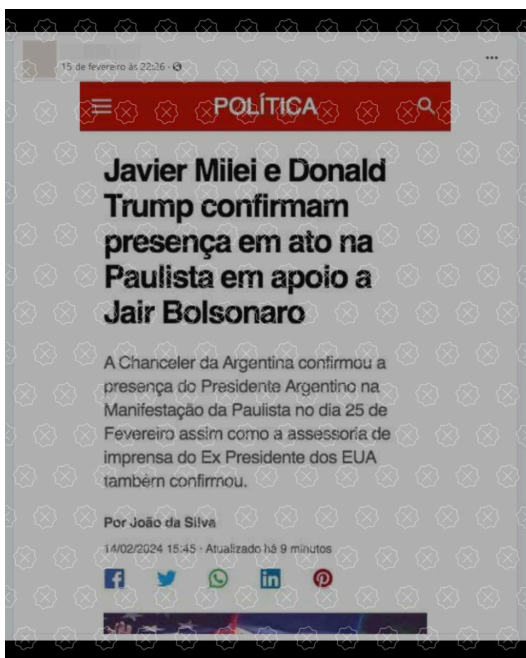 15 de fevereiro às 22:26
POLÍTICA
Javier Milei e Donald
Trump confirmam
presença em ato na
Paulista em apoio a
Jair Bolsonaro
A Chanceler da Argentina confirmou a
presença do Presidente Argentino na
Manifestação da Paulista no dia 25 de
Fevereiro assim como a assessoria de
imprensa do Ex Presidente dos EUA
também confirmou.
Por João da Silva
14/02/2024 15:45 · Atualizado há 9 minutos